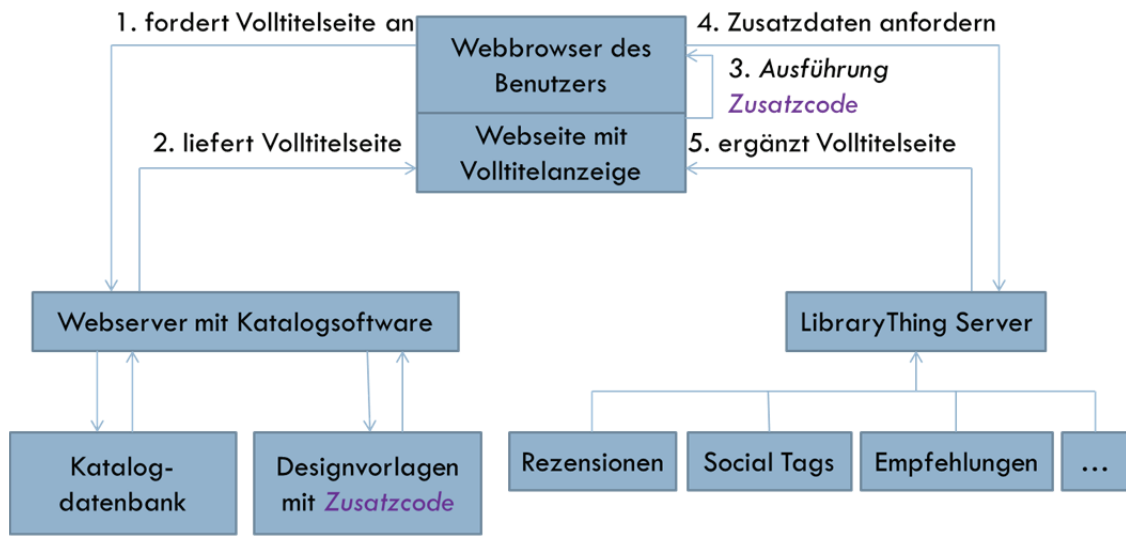 1. fordert Volltitelseite an
4. Zusatzdaten anfordern
Webbrowser des
Benutzers
3. Ausführung
Zusatzcode
2. liefert Volltitelseite
Webseite mit
Volltitelanzeige
5. ergänzt Volltitelseite
Webserver mit Katalogsoftware
LibraryThing Server
Katalog-
datenbank
Designvorlagen
mit Zusatzcode
Rezensionen
Social Tags
Empfehlungen
...